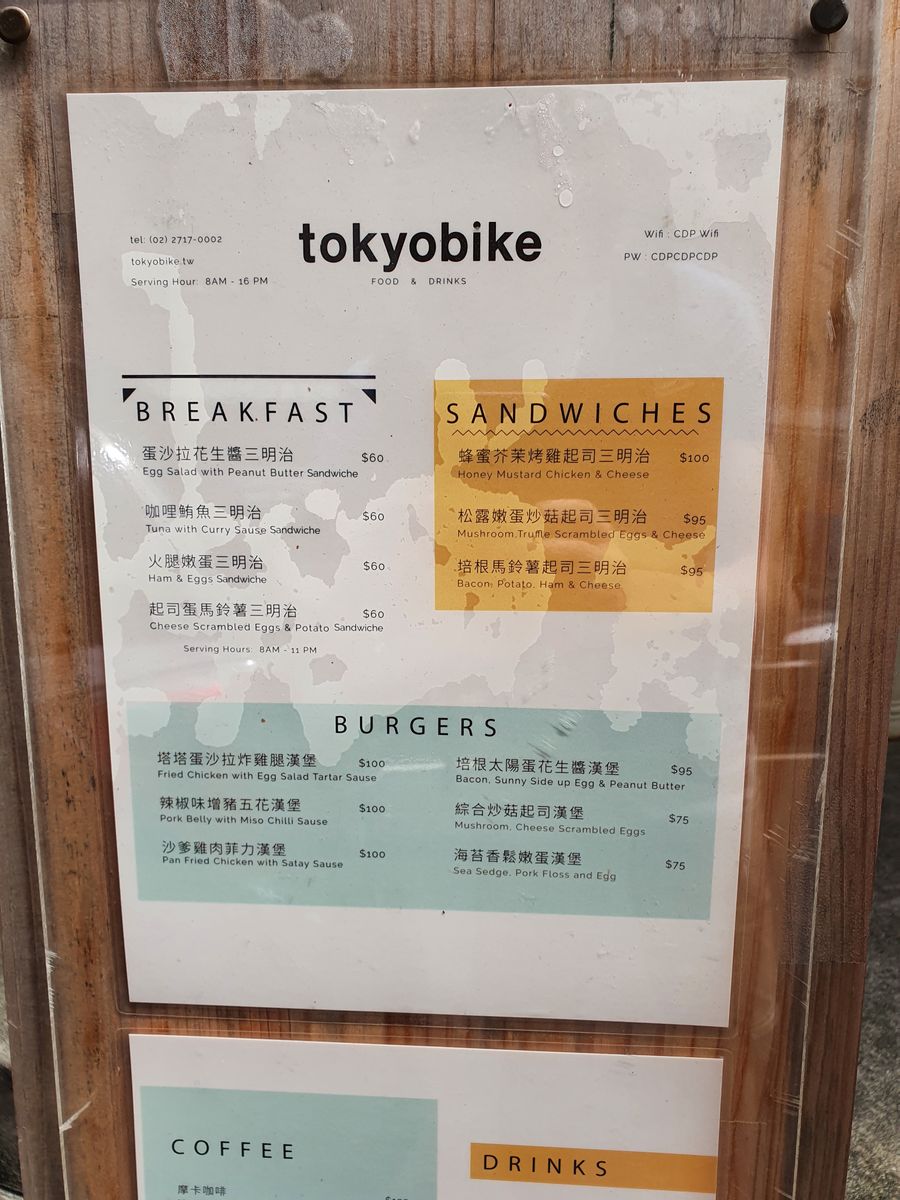 tel: (02) 2717-0002
tokyobike.tw
Serving Hour: 8AM - 16 PM
tokyobike
FOOD & DRINKS
Wifi : CDP Wifi
PW : CDPCDPCDP
BREAKFAST
蛋沙拉花生醬三明治 $60
Egg Salad with Peanut Butter Sandwiche
咖哩鮪魚三明治 $60
Tuna with Curry Sause Sandwiche
火腿嫩蛋三明治 $60
Ham & Eggs Sandwiche
起司蛋馬鈴薯三明治 $60
Cheese Scrambled Eggs & Potato Sandwiche
Serving Hours: 8AM - 11 PM
SANDWICHES
蜂蜜芥茉烤雞起司三明治 $100
Honey Mustard Chicken & Cheese
松露嫩蛋炒菇起司三明治 $95
Mushroom,Truffle Scrambled Eggs & Cheese
培根馬鈴薯起司三明治 $95
Bacon, Potato, Ham & Cheese
BURGERS
塔塔蛋沙拉炸雞腿漢堡 $100
Fried Chicken with Egg Salad Tartar Sause
辣椒味增豬五花漢堡 $100
Pork Belly with Miso Chilli Sause
沙爹雞肉菲力漢堡 $100
Pan Fried Chicken with Satay Sause
培根太陽蛋花生醬漢堡 $95
Bacon, Sunny Side up Egg & Peanut Butter
綜合炒菇起司漢堡 $75
Mushroom, Cheese Scrambled Eggs
海苔香鬆嫩蛋漢堡 $75
Sea Sedge, Pork Floss and Egg
COFFEE
摩卡咖啡
DRINKS